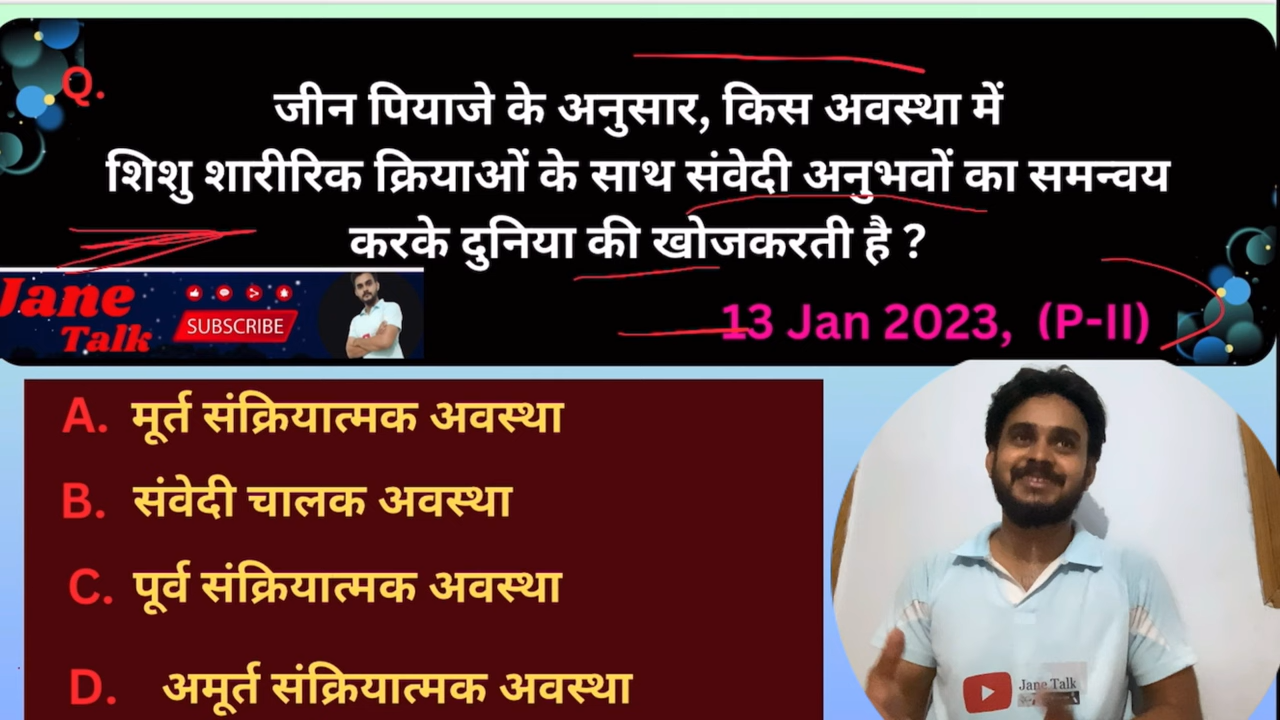 Q.
जीन पियाजे के अनुसार, किस अवस्था में
शिशु शारीरिक क्रियाओं के साथ संवेदी अनुभवों का समन्वय
करके दुनिया की खोजकरती है ?
Jane
Talk
SUBSCRIBE
13 Jan 2023, (P-II)
A. मूर्त संक्रियात्मक अवस्था
B. संवेदी चालक अवस्था
C. पूर्व संक्रियात्मक अवस्था
D. अमूर्त संक्रियात्मक अवस्था
Jane Talk